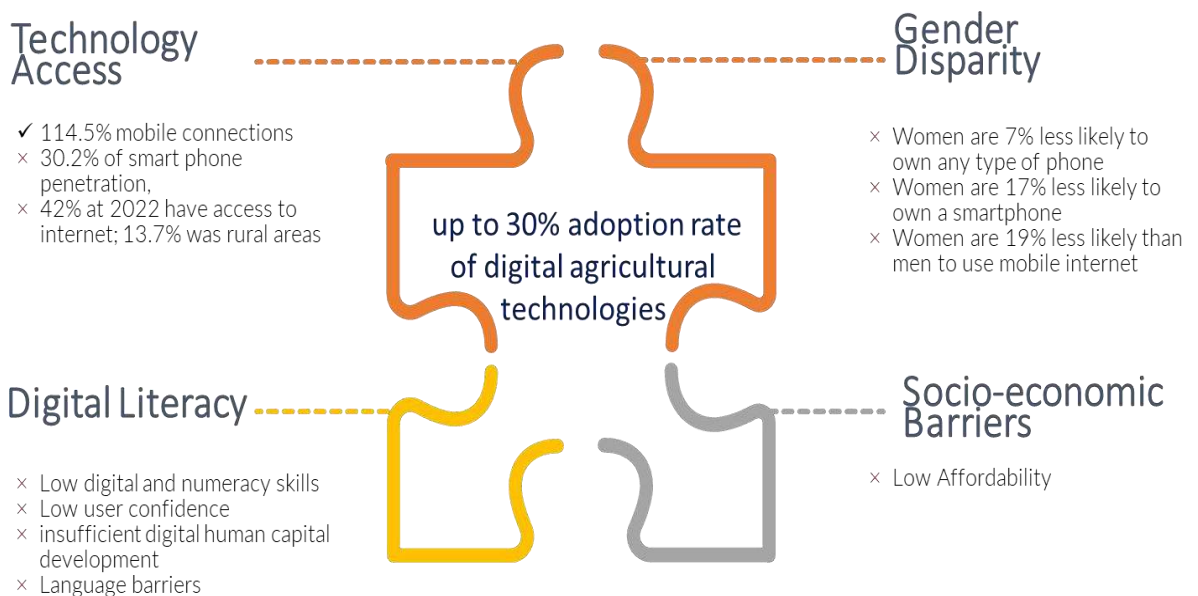 Technology
Access
✓ 114.5% mobile connections
× 30.2% of smart phone
penetration,
× 42% at 2022 have access to
internet; 13.7% was rural areas
Gender
Disparity
× Women are 7% less likely to
own any type of phone
× Women are 17% less likely to
own a smartphone
× Women are 19% less likely than
men to use mobile internet
up to 30% adoption rate
of digital agricultural
technologies
Digital Literacy
× Low digital and numeracy skills
× Low user confidence
× insufficient digital human capital
development
× Language barriers
Socio-economic
Barriers
× Low Affordability